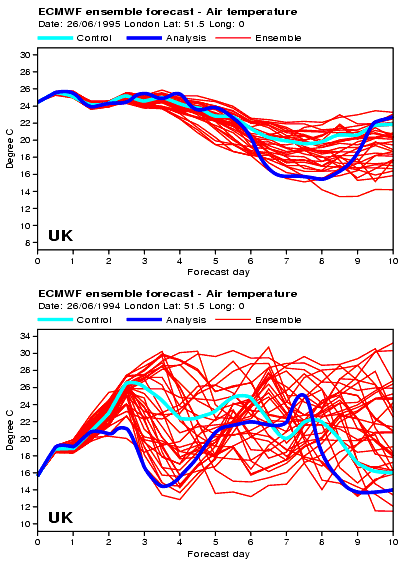 ECMWF ensemble forecast - Air temperature
Date: 26/06/1995 London Lat: 51.5 Long: 0
Control Analysis Ensemble
30
28
26
24
22
20
18
16
14
12
10
8
Degree C
UK
0 1 2 3 4 5 6 7 8 9 10
Forecast day
ECMWF ensemble forecast - Air temperature
Date: 26/06/1994 London Lat: 51.5 Long: 0
Control Analysis Ensemble
34
32
30
28
26
24
22
20
18
16
14
12
10
Degree C
UK
0 1 2 3 4 5 6 7 8 9 10
Forecast day